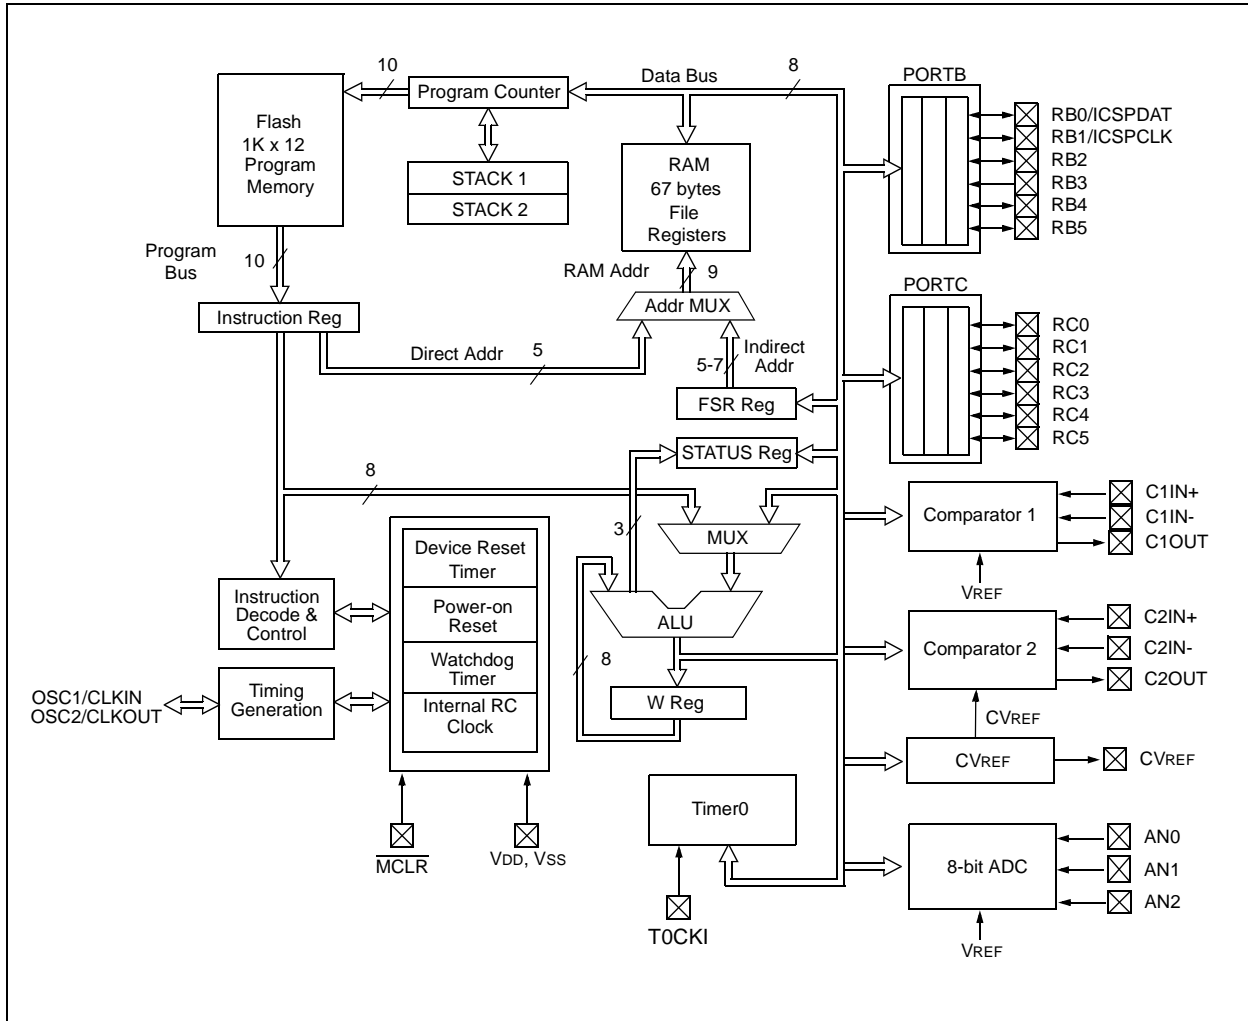 10
Data Bus
8
PORTB
Flash
1K x 12
Program
Memory
Program Counter
STACK 1
STACK 2
RAM
67 bytes
File
Registers
RB0/ICSPDAT
RB1/ICSPCLK
RB2
RB3
RB4
RB5
Program
Bus
10
RAM Addr
9
Addr MUX
Instruction Reg
Direct Addr
5
5-7
Indirect
Addr
FSR Reg
STATUS Reg
PORTC
RC0
RC1
RC2
RC3
RC4
RC5
8
3
MUX
Comparator 1
C1IN+
C1IN-
C1OUT
VREF
Device Reset
Timer
Power-on
Reset
Watchdog
Timer
Internal RC
Clock
Instruction
Decode &
Control
ALU
8
W Reg
Comparator 2
C2IN+
C2IN-
C2OUT
CVREF
OSC1/CLKIN
OSC2/CLKOUT
Timing
Generation
CVREF
CVREF
MCLR
VDD, VSS
Timer0
T0CKI
8-bit ADC
AN0
AN1
AN2
VREF